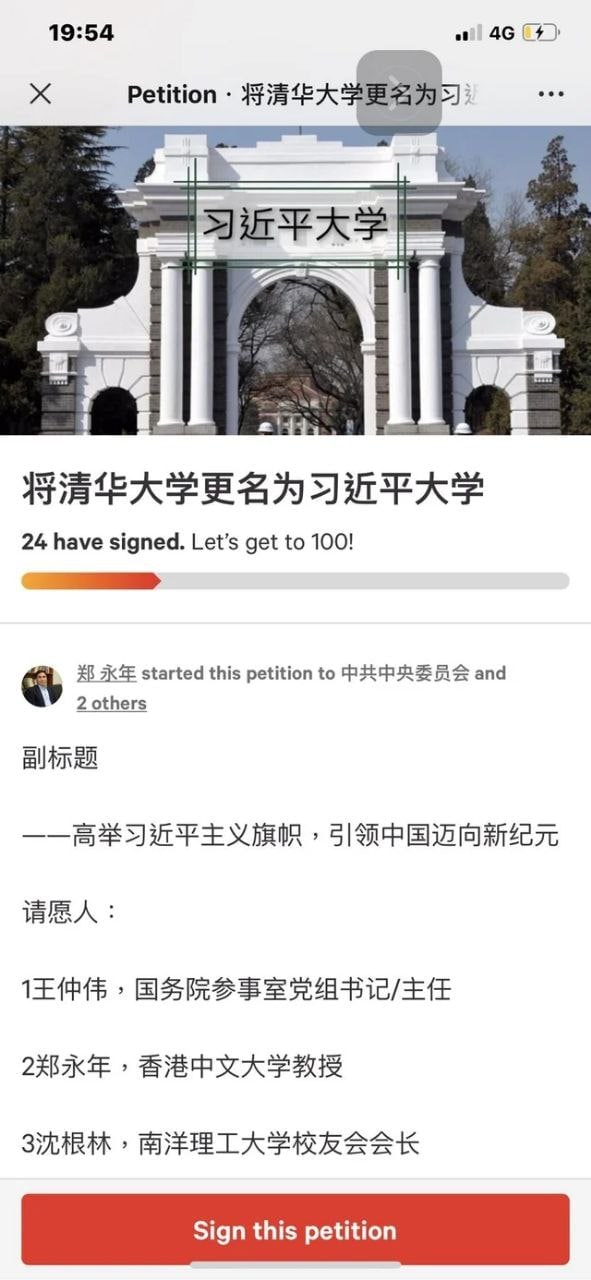 19:54
4G
Petition · 将清华大学更名为习近
习近平大学
将清华大学更名为习近平大学
24 have signed. Let's get to 100!
郑 永年 started this petition to 中共中央委员会 and
2 others
副标题
——高举习近平主义旗帜，引领中国迈向新纪元
请愿人：
1王仲伟，国务院参事室党组书记/主任
2郑永年，香港中文大学教授
3沈根林，南洋理工大学校友会会长
Sign this petition